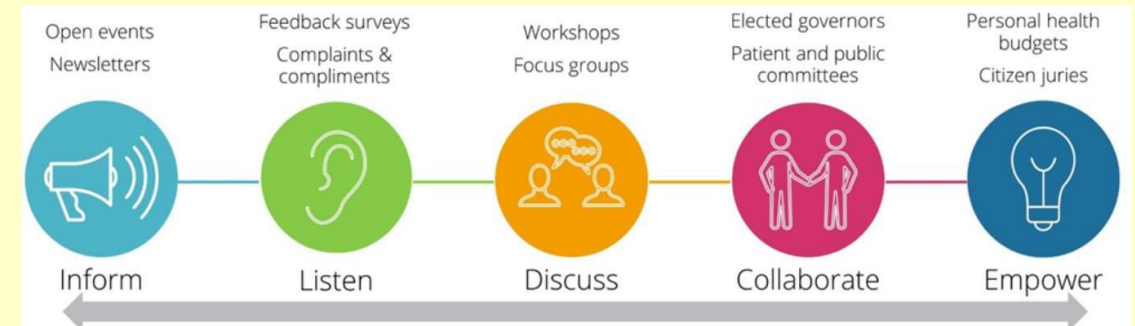 Open events
Newsletters
Feedback surveys
Complaints &
compliments
Workshops
Focus groups
Elected governors
Patient and public
committees
Personal health
budgets
Citizen juries
Inform
Listen
Discuss
Collaborate
Empower